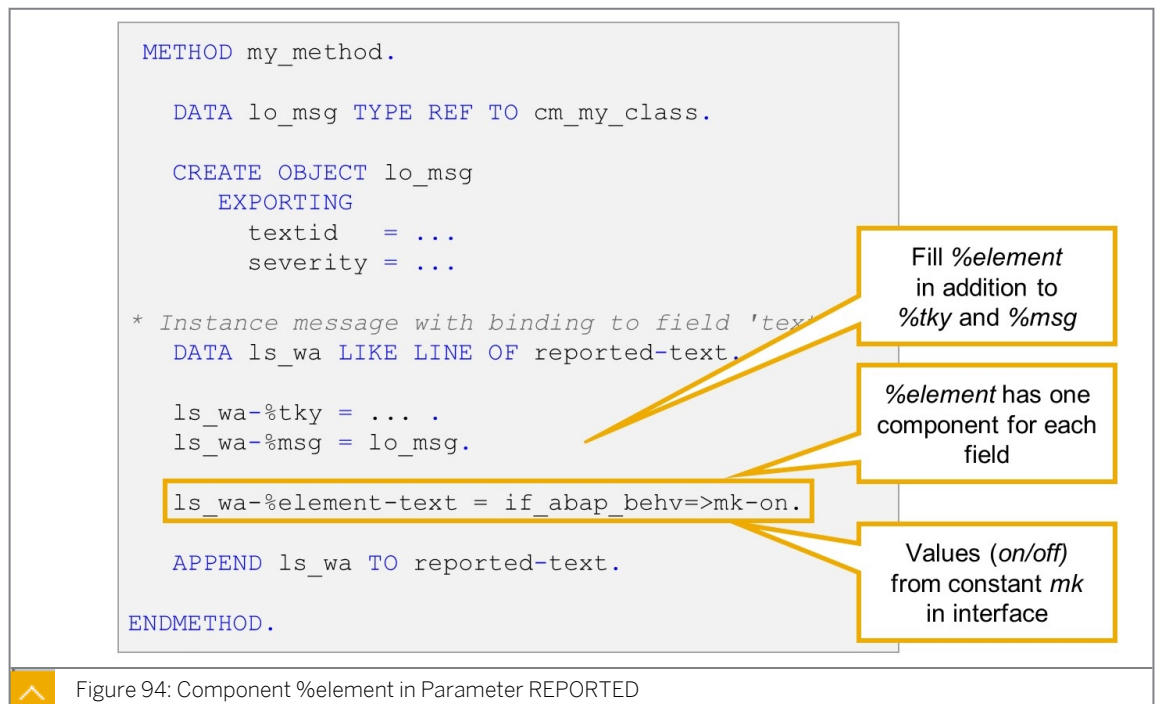 METHOD my_method.
DATA lo_msg TYPE REF TO cm_my_class.
CREATE OBJECT lo_msg
EXPORTING
textid = ...
severity = ...
* Instance message with binding to field 'text
DATA ls_wa LIKE LINE OF reported-text.
ls_wa-%tky = ... .
ls_wa-%msg = lo_msg.
ls_wa-%element-text = if_abap_behv=>mk-on.
APPEND ls_wa TO reported-text.
ENDMETHOD.
Fill %element
in addition to
%tky and %msg
%element has one
component for each
field
Values (on/off)
from constant mk
in interface
Figure 94: Component %element in Parameter REPORTED